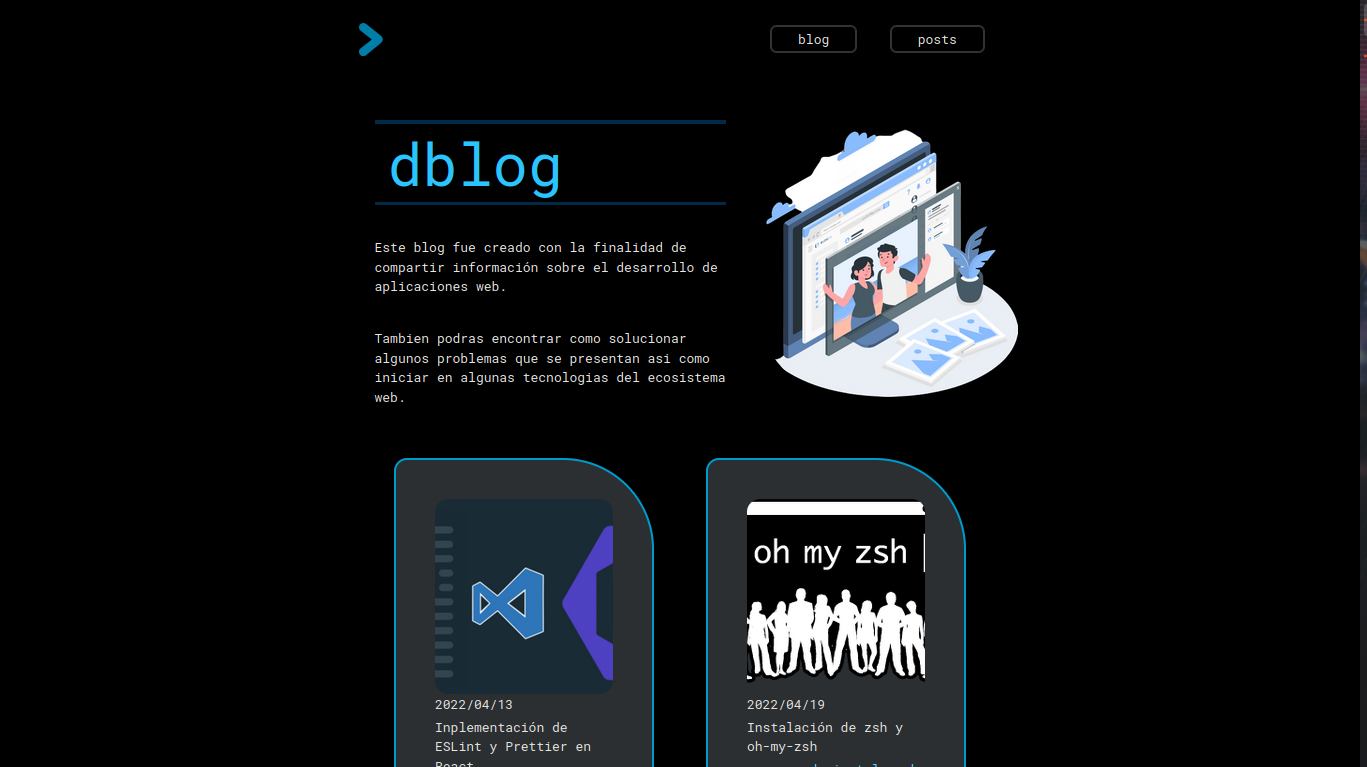 blog
posts
dblog
Este blog fue creado con la finalidad de
compartir información sobre el desarrollo de
aplicaciones web.
Tambien podras encontrar como solucionar
algunos problemas que se presentan asi como
iniciar en algunas tecnologias del ecosistema
web.
oh my zsh
2022/04/13
Inplementación de
ESLint y Prettier en
React
2022/04/19
Instalación de zsh y
oh-my-zsh